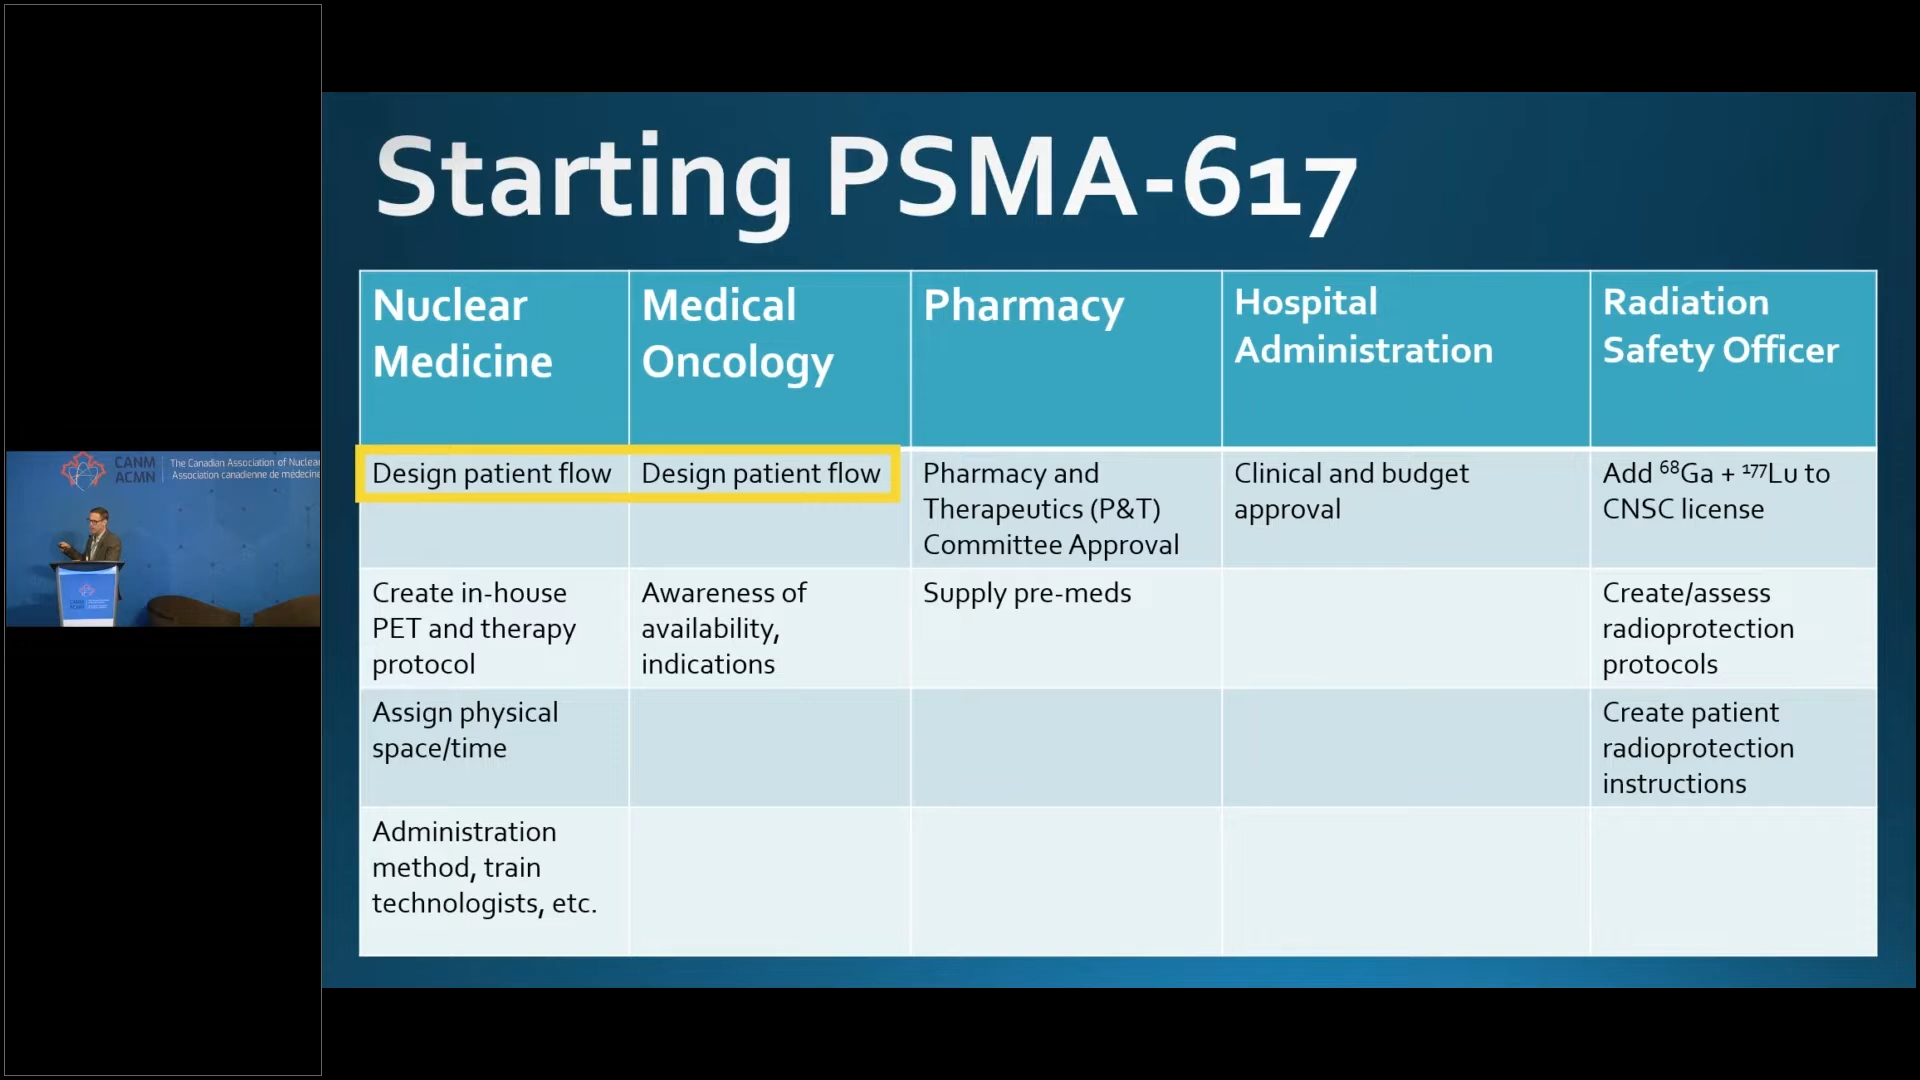 CANM
ACMN
The Canadian Association of Nuclear
Association canadienne de médecine
Starting PSMA-617
Nuclear
Medicine
Medical
Oncology
Pharmacy
Hospital
Administration
Radiation
Safety Officer
Design patient flow
Design patient flow
Pharmacy and
Therapeutics (P&T)
Committee Approval
Clinical and budget
approval
Add ⁶⁸Ga + ¹⁷⁷Lu to
CNSC license
Create in-house
PET and therapy
protocol
Awareness of
availability,
indications
Supply pre-meds
Create/assess
radioprotection
protocols
Assign physical
space/time
Create patient
radioprotection
instructions
Administration
method, train
technologists, etc.